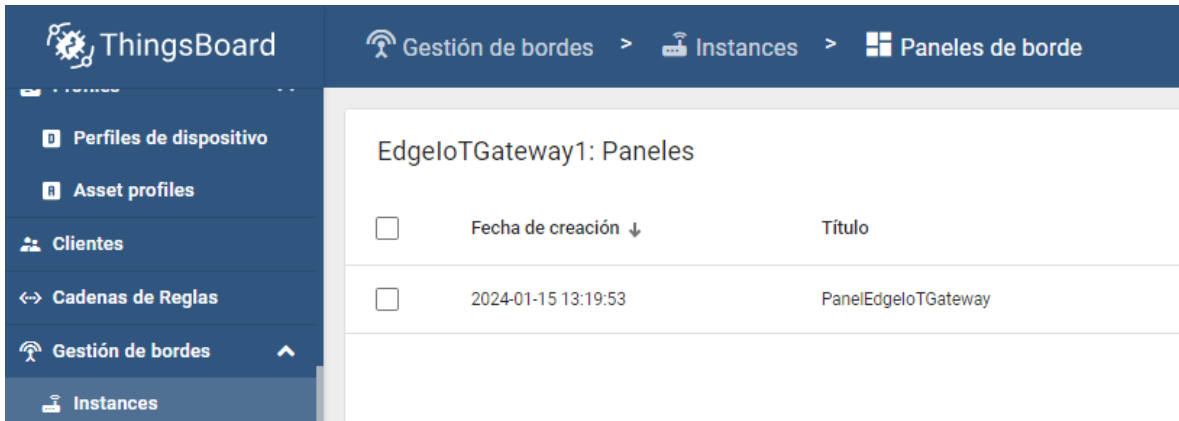 ThingsBoard
Gestión de bordes > Instances > Paneles de borde
Perfiles de dispositivo
Asset profiles
Clientes
Cadenas de Reglas
Gestión de bordes
Instances
EdgeIoTGateway1: Paneles
Fecha de creación ↓ Título
2024-01-15 13:19:53 PanelEdgeIoTGateway